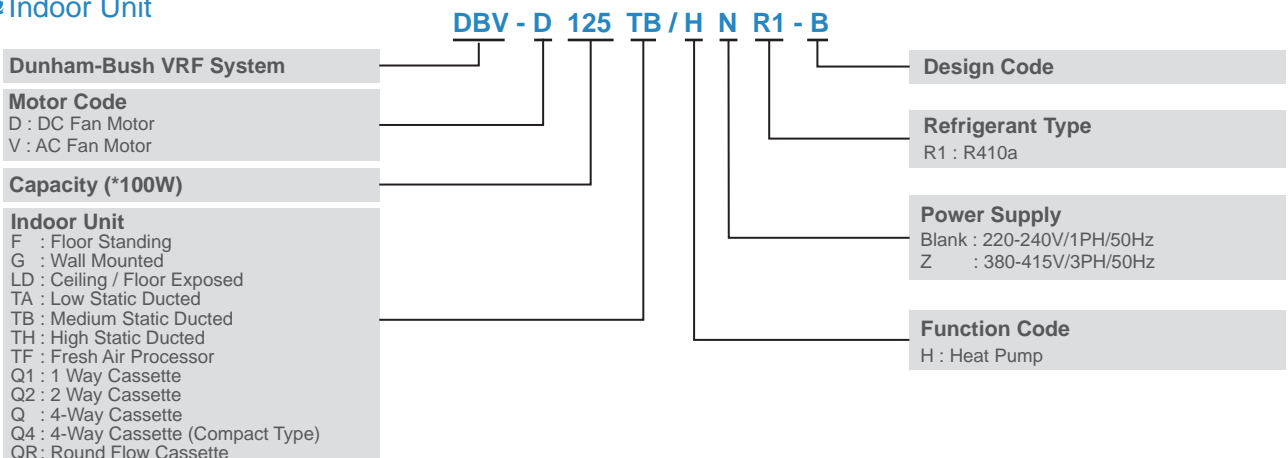 Indoor Unit
DBV - D 125 TB / H N R1 - B
Dunham-Bush VRF System
Motor Code
D : DC Fan Motor
V : AC Fan Motor
Capacity (*100W)
Indoor Unit
F : Floor Standing
G : Wall Mounted
LD : Ceiling / Floor Exposed
TA : Low Static Ducted
TB : Medium Static Ducted
TH : High Static Ducted
TF : Fresh Air Processor
Q1 : 1 Way Cassette
Q2 : 2 Way Cassette
Q : 4-Way Cassette
Q4 : 4-Way Cassette (Compact Type)
QR: Round Flow Cassette
Design Code
Refrigerant Type
R1 : R410a
Power Supply
Blank : 220-240V/1PH/50Hz
Z : 380-415V/3PH/50Hz
Function Code
H : Heat Pump